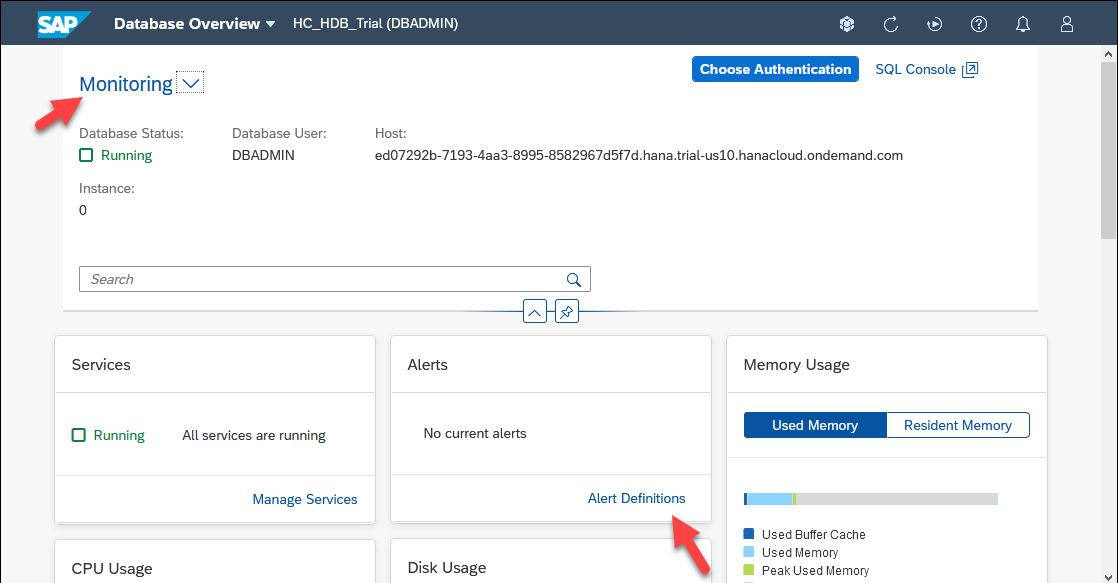 SAP Database Overview HC_HDB_Trial (DBADMIN)
Monitoring
Choose Authentication
SQL Console
Database Status:
Running
Database User:
DBADMIN
Host:
ed07292b-7193-4aa3-8995-8582967d5f7d.hana.trial-us10.hanacloud.ondemand.com
Instance:
0
Search
Services
Running
All services are running
Manage Services
Alerts
No current alerts
Alert Definitions
Memory Usage
Used Memory
Resident Memory
Used Buffer Cache
Used Memory
Peak Used Memory
CPU Usage
Disk Usage